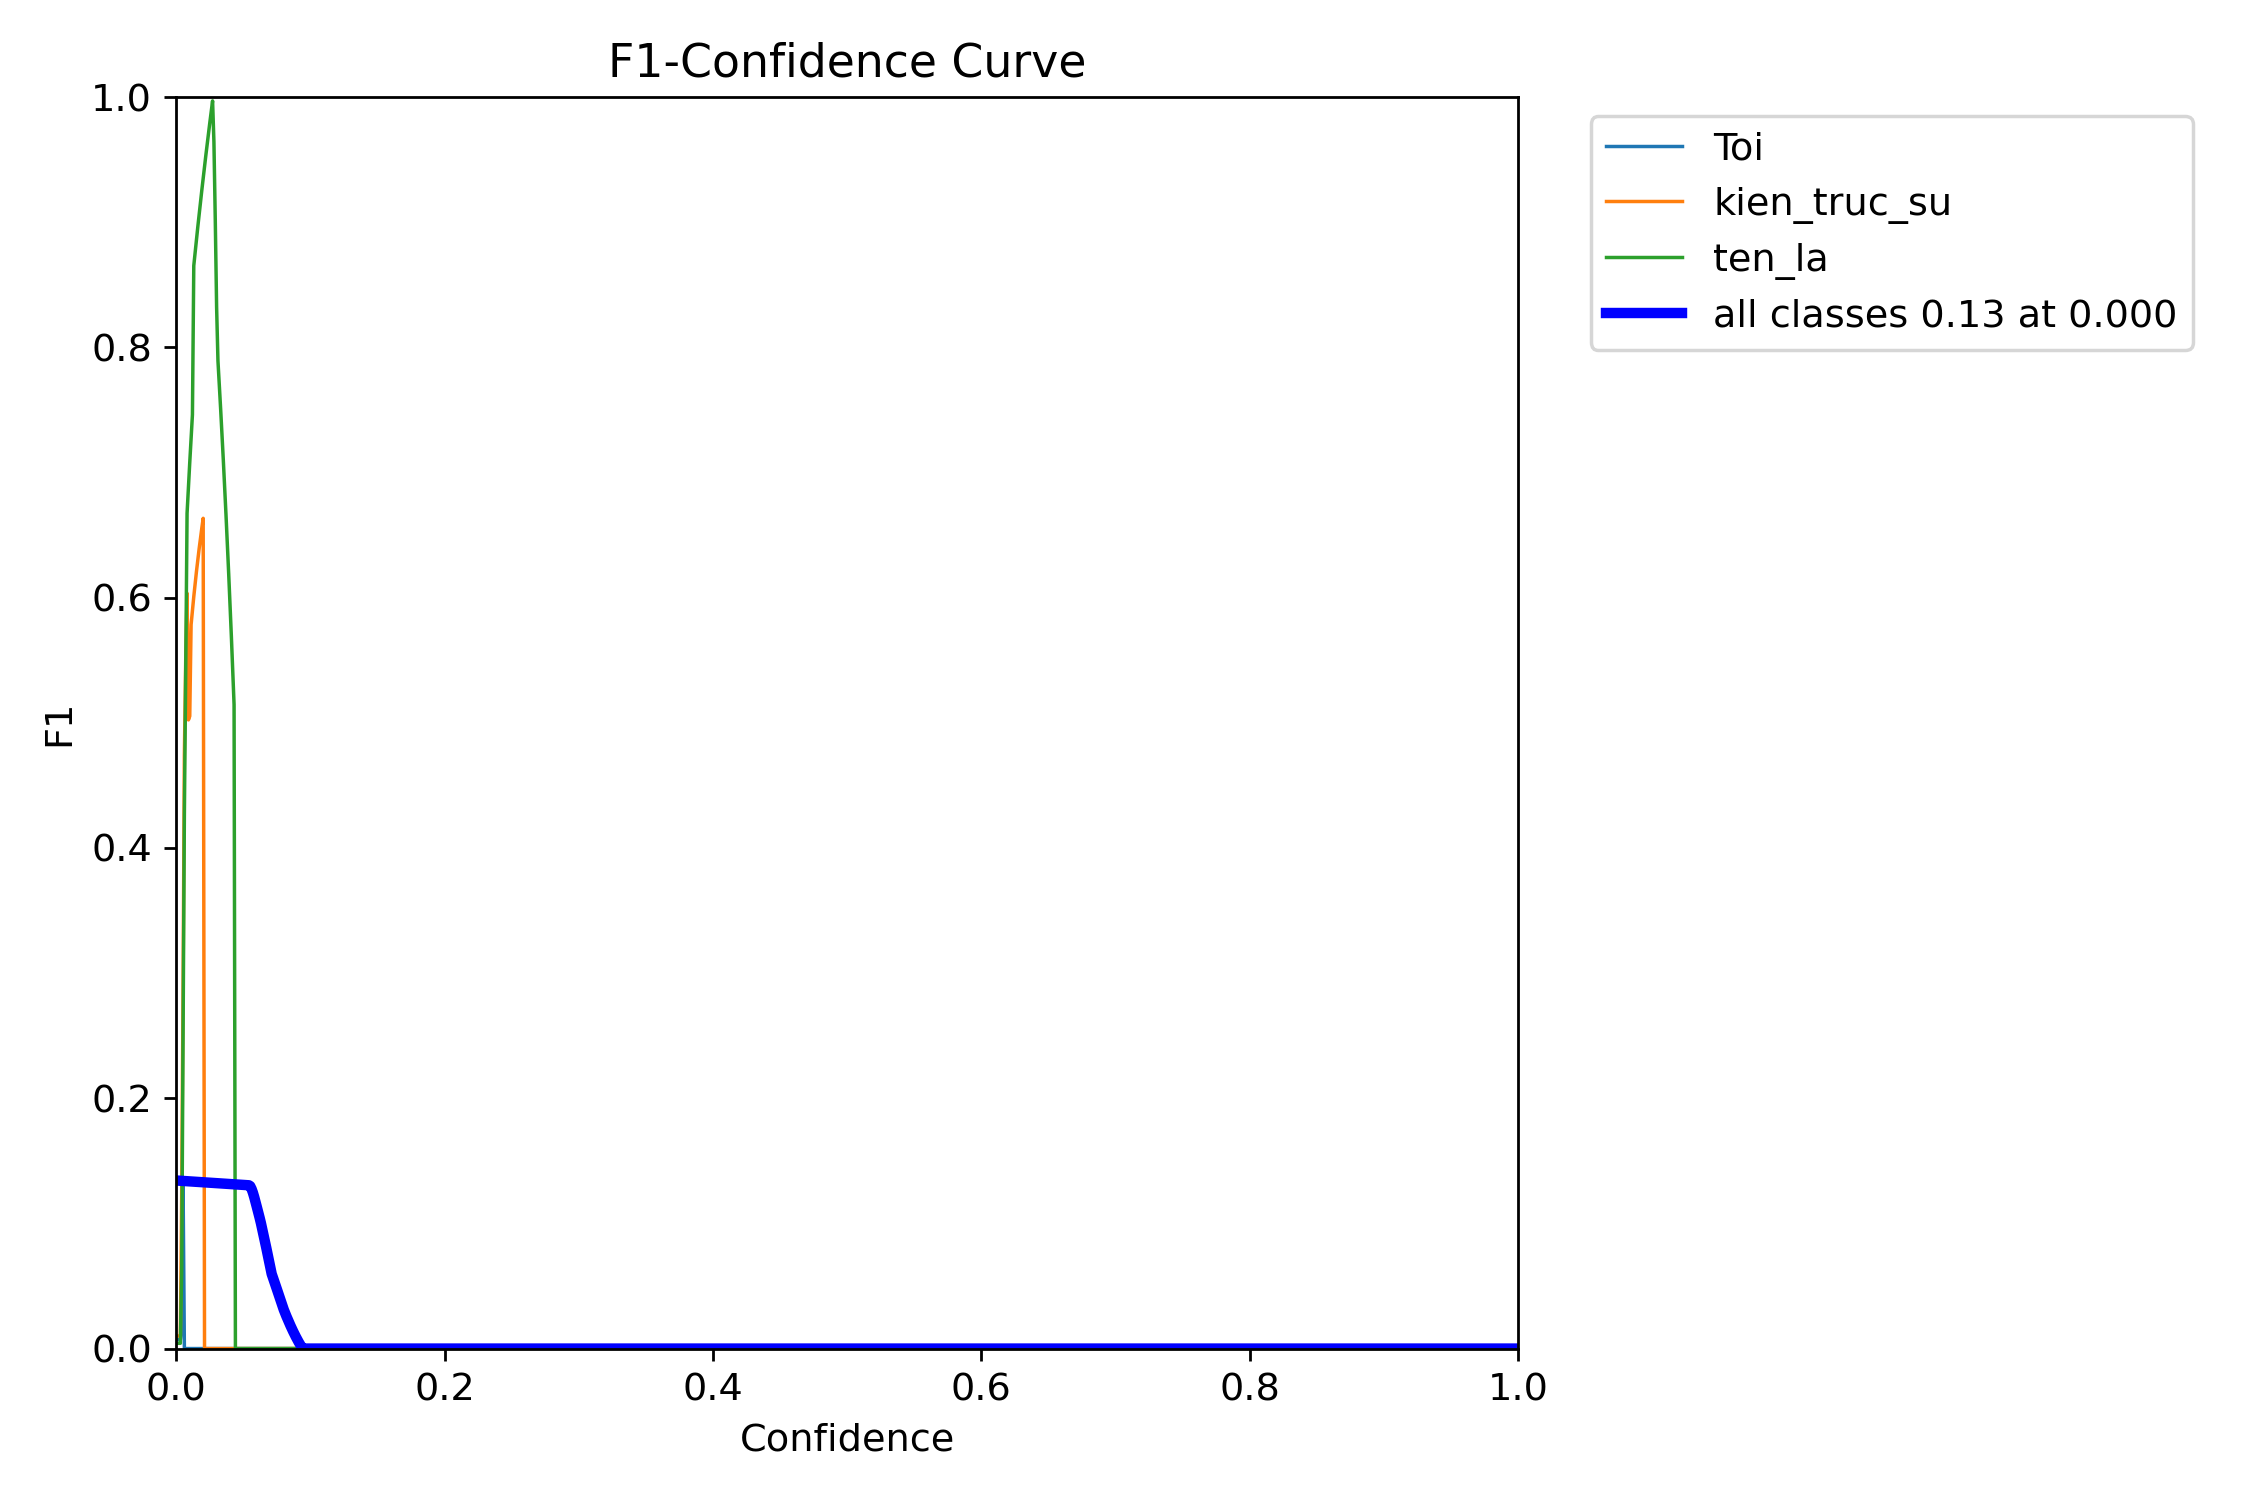 F1-Confidence Curve
1.0
0.8
0.6
0.4
0.2
0.0
F1
0.0 0.2 0.4 0.6 0.8 1.0
Confidence
Toi
kien_truc_su
ten_la
all classes 0.13 at 0.000